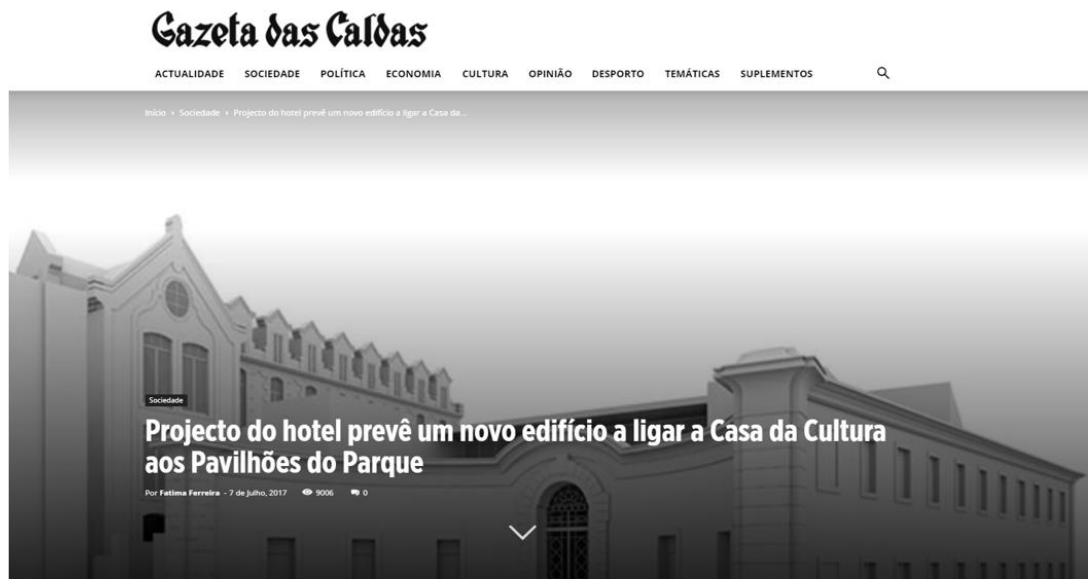 Gazeta das Caldas
ACTUALIDADE SOCIEDADE POLÍTICA ECONOMIA CULTURA OPINIÃO DESPORTO TEMÁTICAS SUPLEMENTOS
Início › Sociedade › Projecto do hotel prevê um novo edifício a ligar a Casa da...
Sociedade
Projecto do hotel prevê um novo edifício a ligar a Casa da Cultura
aos Pavilhões do Parque
Por Fatima Ferreira - 7 de Julho, 2017 9006 0